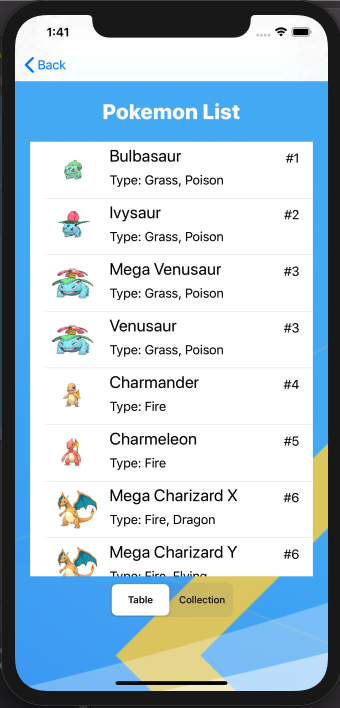 1:41
Back
Pokemon List
Bulbasaur #1
Type: Grass, Poison
Ivysaur #2
Type: Grass, Poison
Mega Venusaur #3
Type: Grass, Poison
Venusaur #3
Type: Grass, Poison
Charmander #4
Type: Fire
Charmeleon #5
Type: Fire
Mega Charizard X #6
Type: Fire, Dragon
Mega Charizard Y #6
Type: Fire, Flying
Table Collection